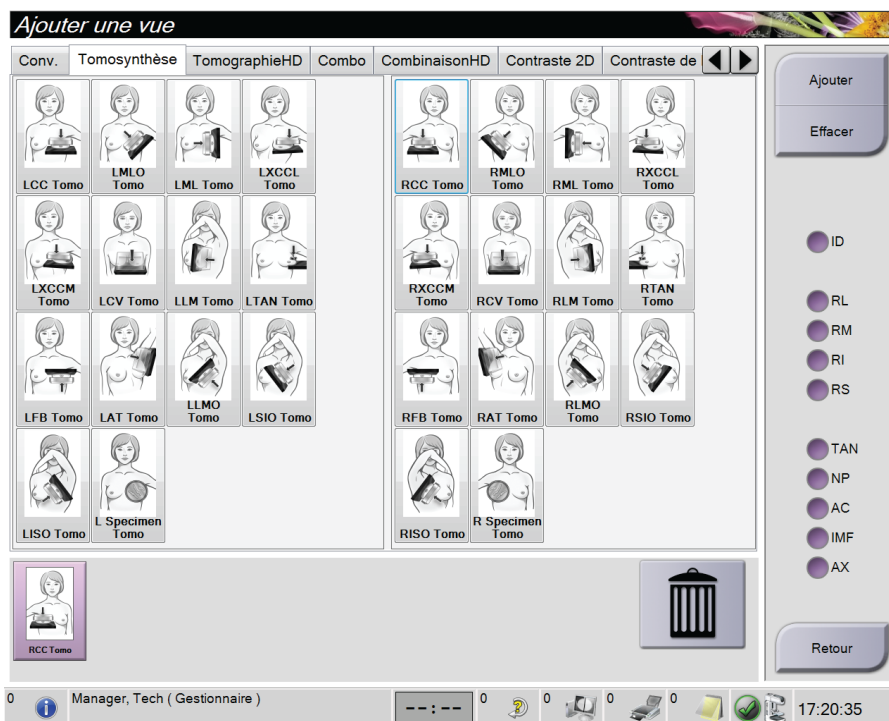 Ajouter une vue
Conv. Tomosynthèse TomographieHD Combo CombinaisonHD Contraste 2D Contraste de
LCC Tomo
LMLO
Tomo
LML Tomo
LXCCL
Tomo
RCC Tomo
RMLO
Tomo
RML Tomo
RXCCL
Tomo
LXCCM
Tomo
LCV Tomo
LLM Tomo
LTAN Tomo
RXCCM
Tomo
RCV Tomo
RLM Tomo
RTAN
Tomo
LFB Tomo
LAT Tomo
LLMO
Tomo
LSIO Tomo
RFB Tomo
RAT Tomo
RLMO
Tomo
RSIO Tomo
LISO Tomo
L Specimen
Tomo
RISO Tomo
R Specimen
Tomo
RCC Tomo
Ajouter
Effacer
ID
RL
RM
RI
RS
TAN
NP
AC
IMF
AX
Retour
0 Manager, Tech ( Gestionnaire ) --:-- 0 0 0 0 17:20:35